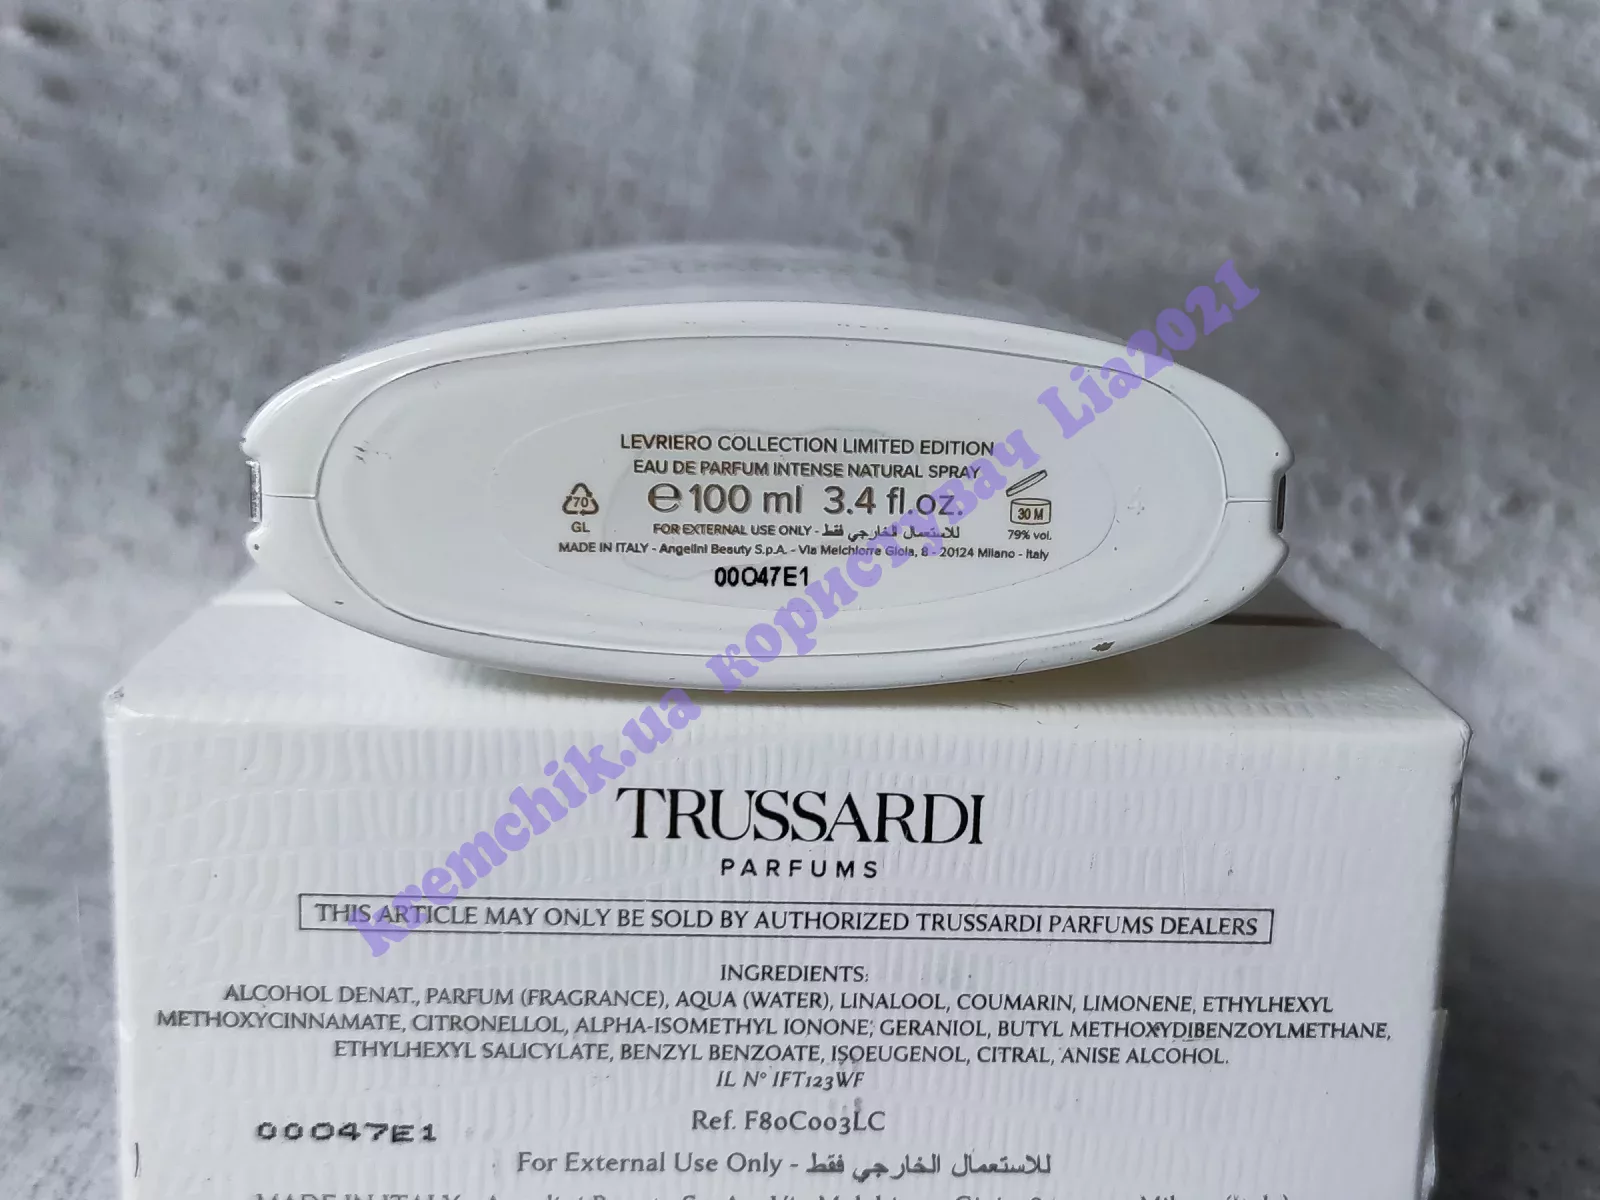 LEVRIERO COLLECTION LIMITED EDITION
EAU DE PARFUM INTENSE NATURAL SPRAY
℮ 100 ml 3.4 fl.oz.
70
GL
30 M
79% vol.
FOR EXTERNAL USE ONLY - للاستعمال الخارجي فقط
MADE IN ITALY - Angelini Beauty S.p.A. - Via Melchiorre Gioia, 8 - 20124 Milano - Italy
00047E1
kremchik.ua користувач Lia2021
TRUSSARDI
PARFUMS
THIS ARTICLE MAY ONLY BE SOLD BY AUTHORIZED TRUSSARDI PARFUMS DEALERS
INGREDIENTS:
ALCOHOL DENAT., PARFUM (FRAGRANCE), AQUA (WATER), LINALOOL, COUMARIN, LIMONENE, ETHYLHEXYL
METHOXYCINNAMATE, CITRONELLOL, ALPHA-ISOMETHYL IONONE, GERANIOL, BUTYL METHOXYDIBENZOYLMETHANE,
ETHYLHEXYL SALICYLATE, BENZYL BENZOATE, ISOEUGENOL, CITRAL, ANISE ALCOHOL.
IL N° IFT123WF
Ref. F80C003LC
00047E1
For External Use Only - للاستعمال الخارجي فقط
MADE IN ITALY